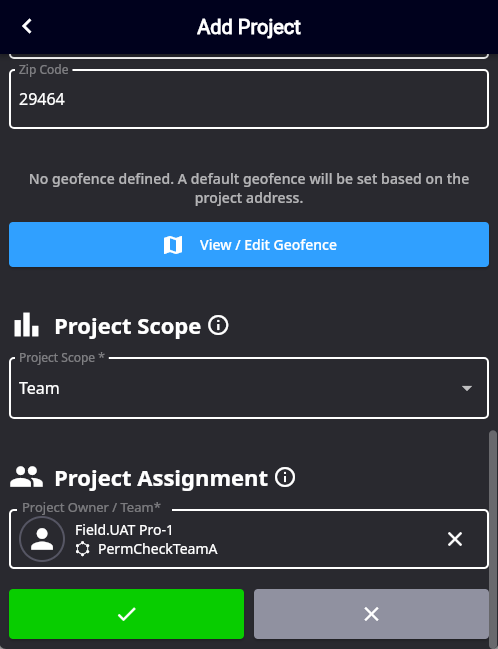 Add Project
Zip Code
29464
No geofence defined. A default geofence will be set based on the
project address.
View / Edit Geofence
Project Scope
Project Scope *
Team
Project Assignment
Project Owner / Team*
Field.UAT Pro-1
PermCheckTeamA